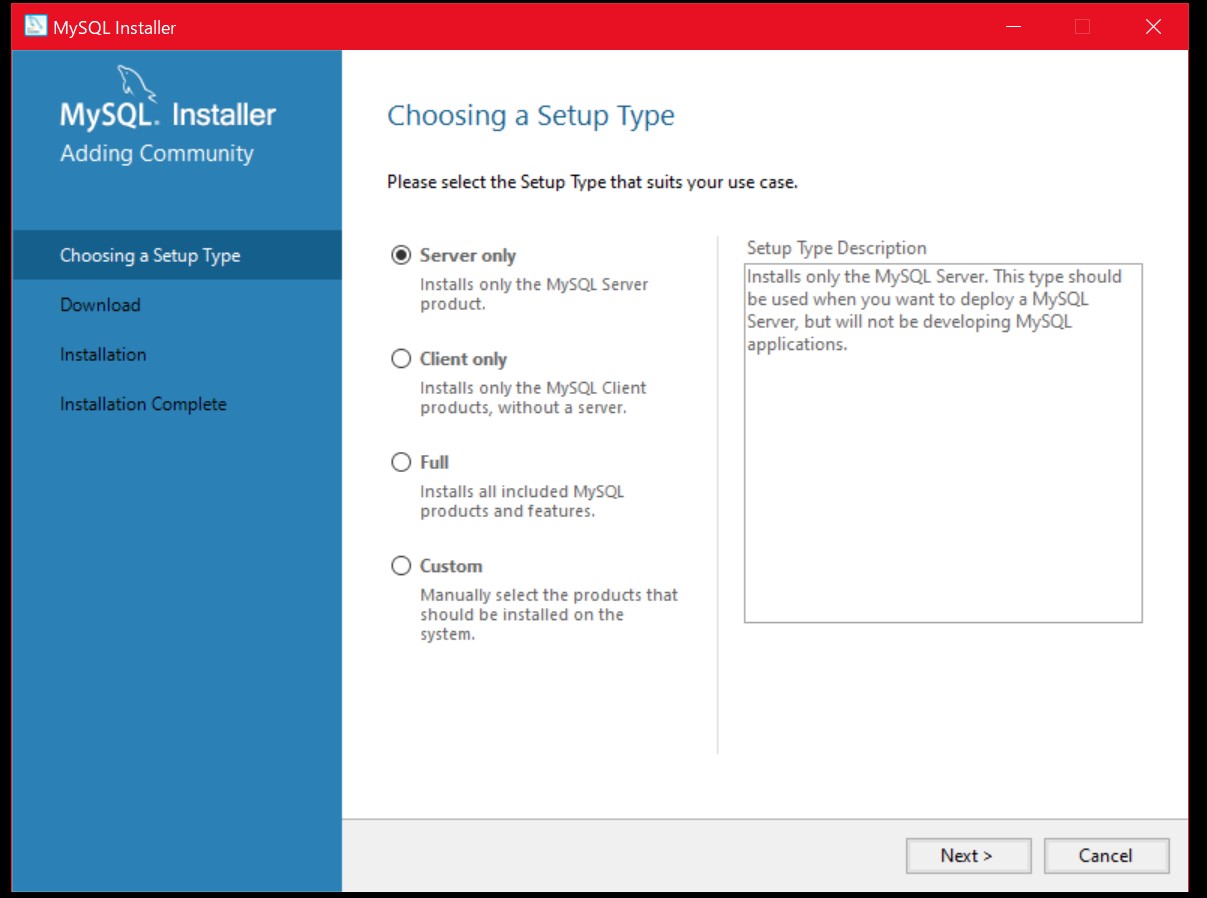 MySQL Installer
MySQL. Installer
Adding Community
Choosing a Setup Type
Download
Installation
Installation Complete
Choosing a Setup Type
Please select the Setup Type that suits your use case.
Server only
Installs only the MySQL Server
product.
Client only
Installs only the MySQL Client
products, without a server.
Full
Installs all included MySQL
products and features.
Custom
Manually select the products that
should be installed on the
system.
Setup Type Description
Installs only the MySQL Server. This type should
be used when you want to deploy a MySQL
Server, but will not be developing MySQL
applications.
Next >
Cancel